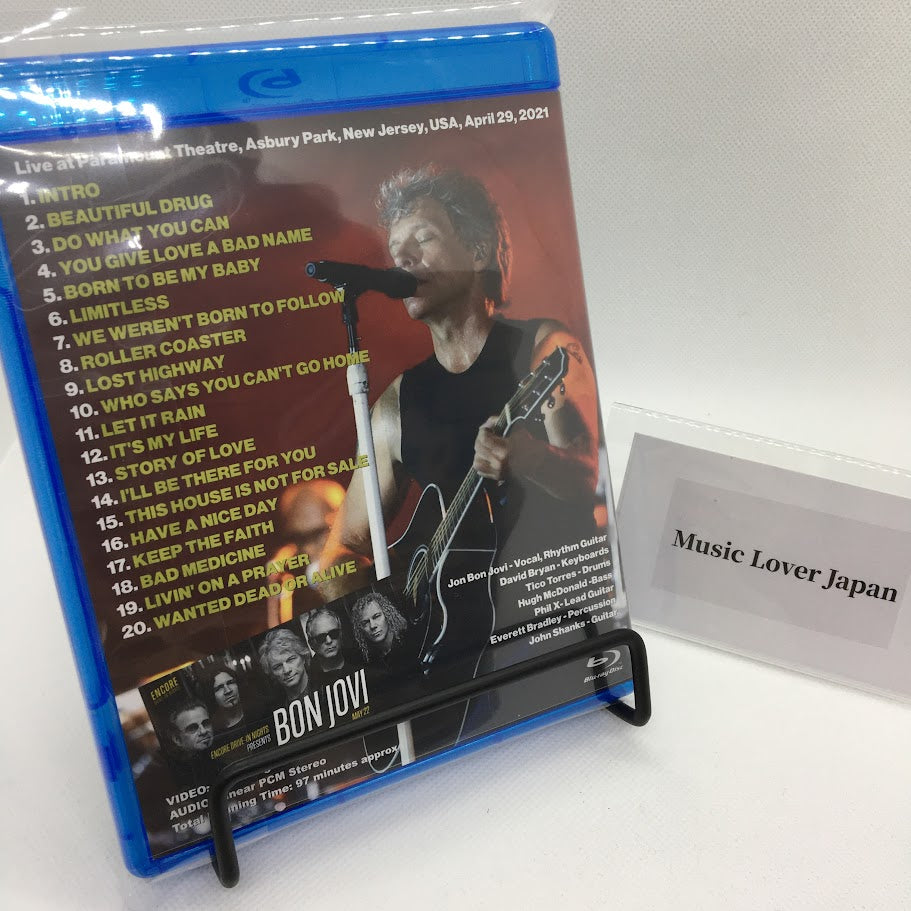 Live at Paramount Theatre, Asbury Park, New Jersey, USA, April 29, 2021
1. INTRO
2. BEAUTIFUL DRUG
3. DO WHAT YOU CAN
4. YOU GIVE LOVE A BAD NAME
5. BORN TO BE MY BABY
6. LIMITLESS
7. WE WEREN'T BORN TO FOLLOW
8. ROLLER COASTER
9. LOST HIGHWAY
10. WHO SAYS YOU CAN'T GO HOME
11. LET IT RAIN
12. IT'S MY LIFE
13. STORY OF LOVE
14. I'LL BE THERE FOR YOU
15. THIS HOUSE IS NOT FOR SALE
16. HAVE A NICE DAY
17. KEEP THE FAITH
18. BAD MEDICINE
19. LIVIN' ON A PRAYER
20. WANTED DEAD OR ALIVE
Jon Bon Jovi - Vocal, Rhythm Guitar
David Bryan - Keyboards
Tico Torres - Drums
Hugh McDonald -Bass
Phil X- Lead Guitar
Everett Bradley - Percussion
John Shanks - Guitar
ENCORE
ENCORE DRIVE-IN NIGHTS
PRESENTS
BON JOVI
MAY 22
Blu-ray Disc
VIDEO:
AUDIO: Linear PCM Stereo
Total Running Time: 97 minutes approx
Music Lover Japan